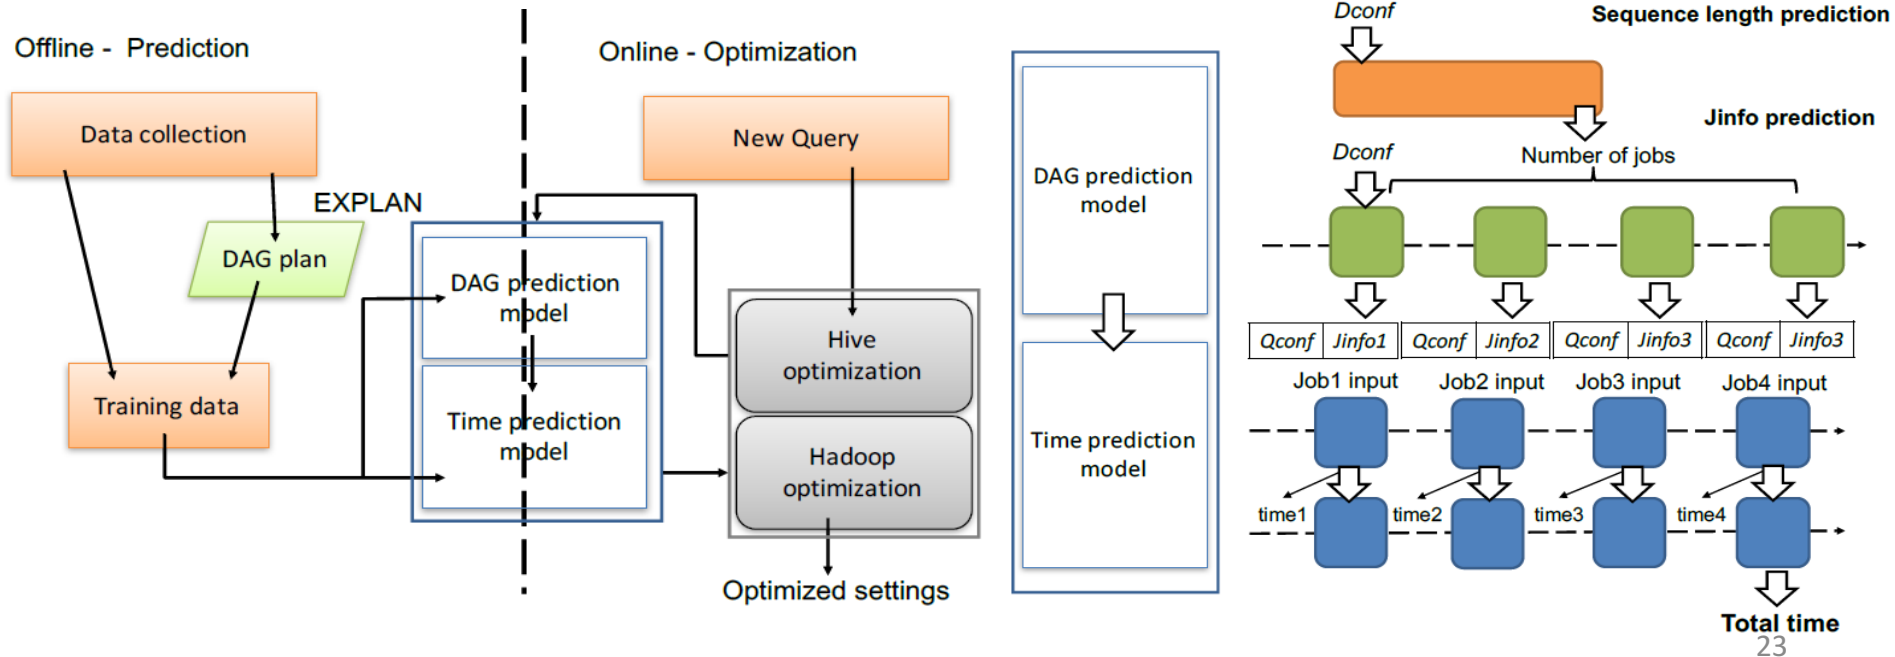 Offline -  Prediction
Data collection
EXPLAN
DAG plan
Training data
DAG prediction
model
Time prediction
model
Online - Optimization
New Query
Hive
optimization
Hadoop
optimization
Optimized settings
DAG prediction
model
Time prediction
model
Dconf
Sequence length prediction
Jinfo prediction
Dconf
Number of jobs
Qconf Jinfo1 Qconf Jinfo2 Qconf Jinfo3 Qconf Jinfo3
Job1 input Job2 input Job3 input Job4 input
time1 time2 time3 time4
Total time
23